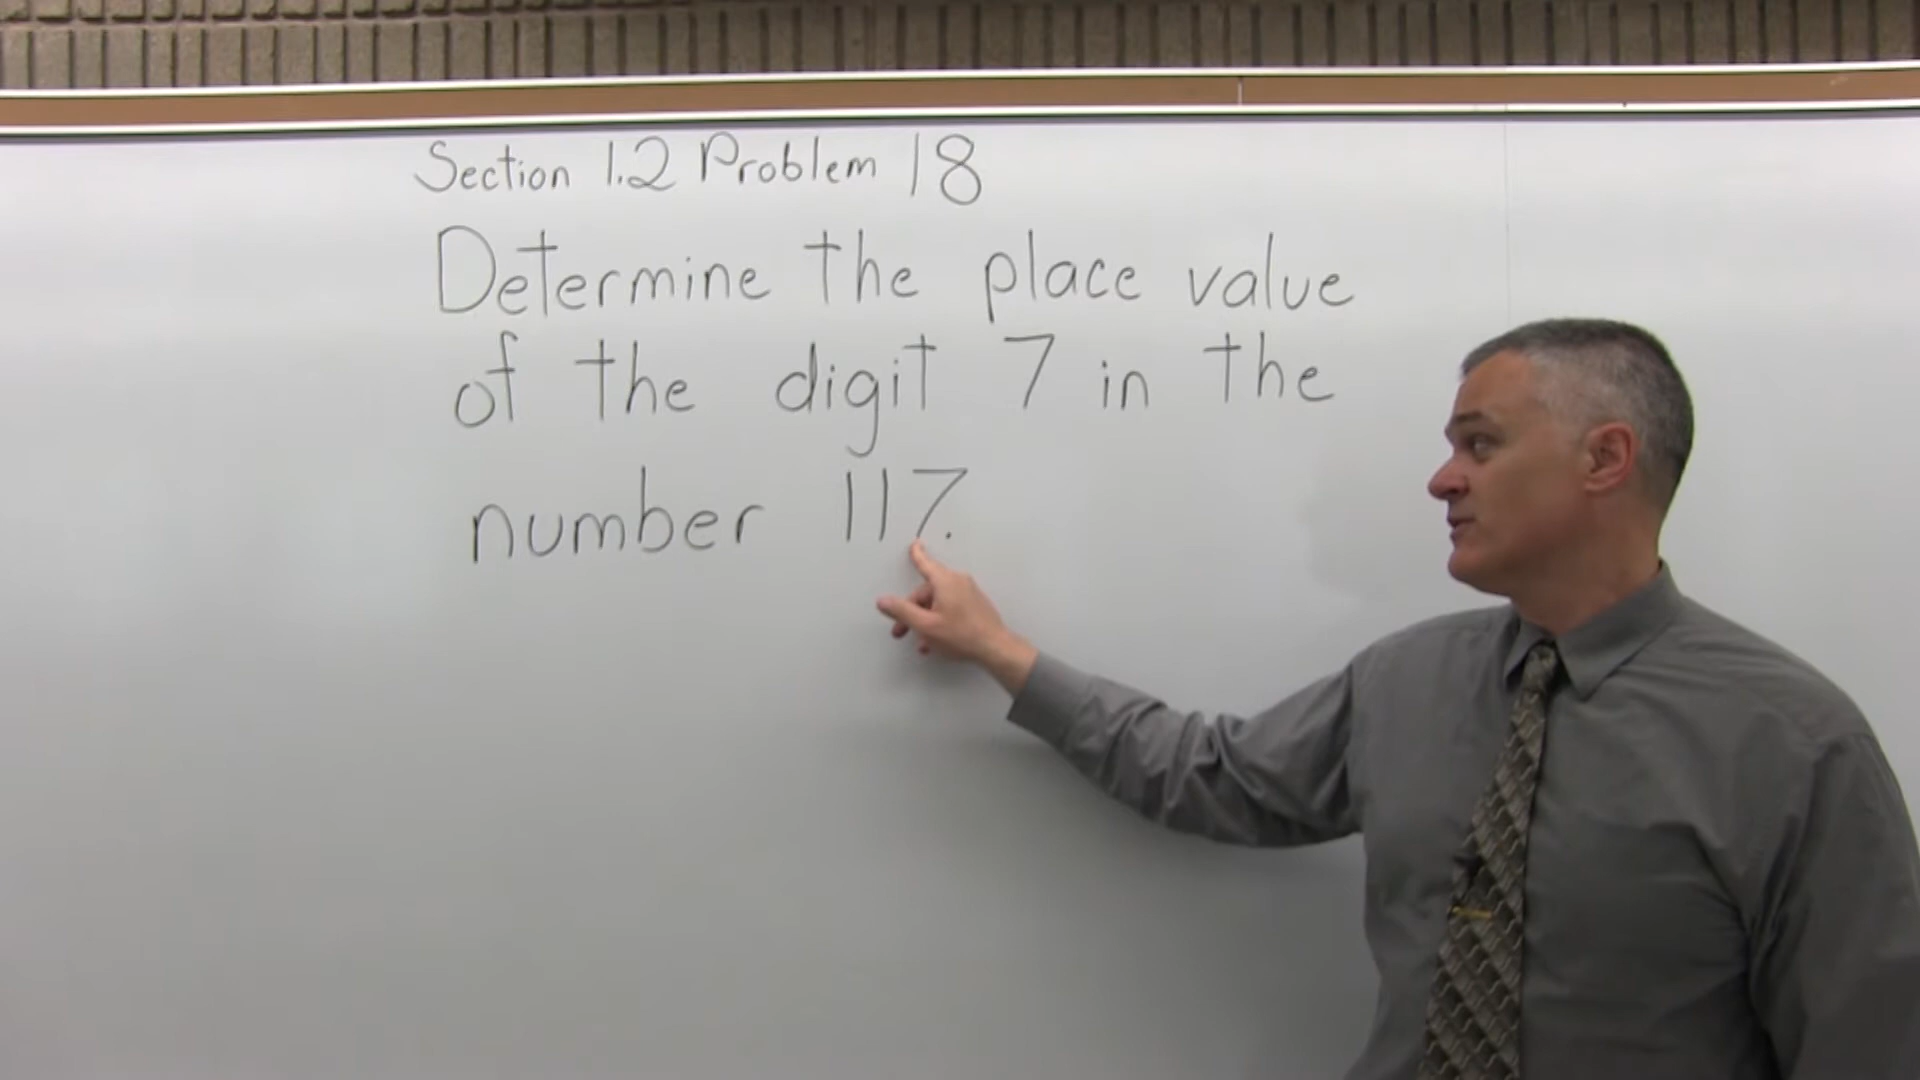 Section 1.2 Problem 18
Determine the place value
of the digit 7 in the
number 117.